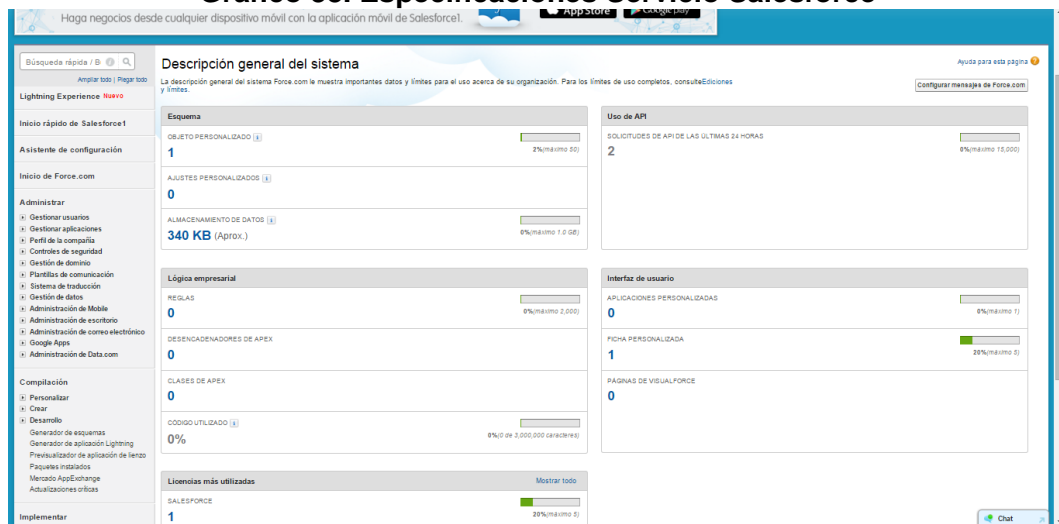 Gráfico 66. Especificaciones Servicio Salesforce
Haga negocios desde cualquier dispositivo móvil con la aplicación móvil de Salesforce1.
App Store
Google play
Búsqueda rápida / B
Ampliar todo | Plegar todo
Lightning Experience Nuevo
Inicio rápido de Salesforce1
Asistente de configuración
Inicio de Force.com
Administrar
Gestionar usuarios
Gestionar aplicaciones
Perfil de la compañía
Controles de seguridad
Gestión de dominio
Plantillas de comunicación
Sistema de traducción
Gestión de datos
Administración de Mobile
Administración de escritorio
Administración de correo electrónico
Google Apps
Administración de Data.com
Compilación
Personalizar
Crear
Desarrollo
Generador de esquemas
Generador de aplicación Lightning
Previsualizador de aplicación de lienzo
Paquetes instalados
Mercado AppExchange
Actualizaciones críticas
Implementar
Descripción general del sistema
Ayuda para esta página
La descripción general del sistema Force.com le muestra importantes datos y límites para el uso acerca de su organización. Para los límites de uso completos, consulteEdiciones
y límites.
Configurar mensajes de Force.com
Esquema
OBJETO PERSONALIZADO
1
2%(máximo 50)
AJUSTES PERSONALIZADOS
0
ALMACENAMIENTO DE DATOS
340 KB (Aprox.)
0%(máximo 1.0 GB)
Uso de API
SOLICITUDES DE API DE LAS ÚLTIMAS 24 HORAS
2
0%(máximo 15,000)
Lógica empresarial
REGLAS
0
0%(máximo 2,000)
DESENCADENADORES DE APEX
0
CLASES DE APEX
0
CÓDIGO UTILIZADO
0%
0%(0 de 3,000,000 caracteres)
Interfaz de usuario
APLICACIONES PERSONALIZADAS
0
0%(máximo 1)
FICHA PERSONALIZADA
1
20%(máximo 5)
PÁGINAS DE VISUALFORCE
0
Licencias más utilizadas
Mostrar todo
SALESFORCE
1
20%(máximo 5)
Chat